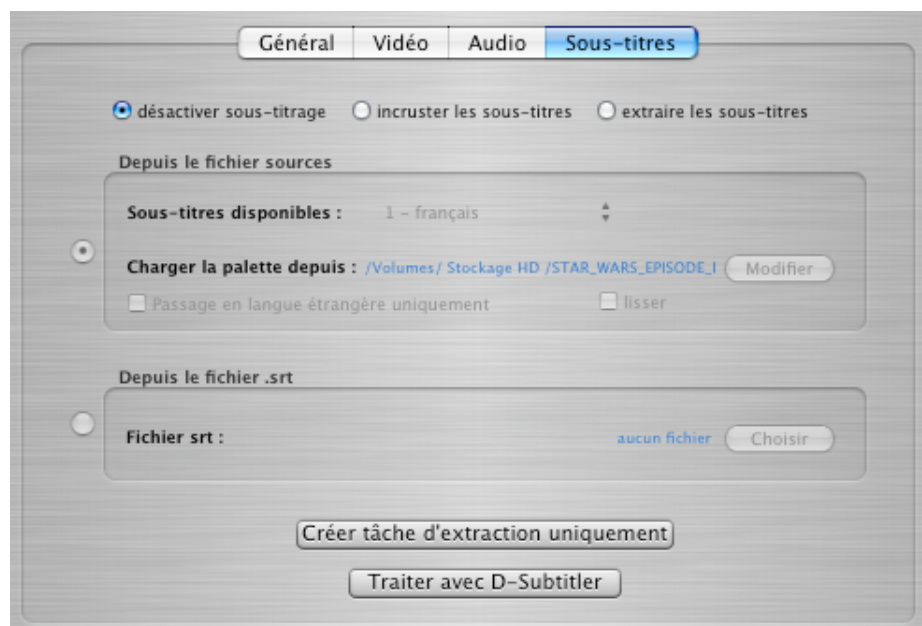 Général Vidéo Audio Sous-titres
désactiver sous-titrage incruster les sous-titres extraire les sous-titres
Depuis le fichier sources
Sous-titres disponibles : 1 - français
Charger la palette depuis : /Volumes/ Stockage HD /STAR_WARS_EPISODE_I Modifier
Passage en langue étrangère uniquement lisser
Depuis le fichier .srt
Fichier srt : aucun fichier Choisir
Créer tâche d'extraction uniquement
Traiter avec D-Subtitler